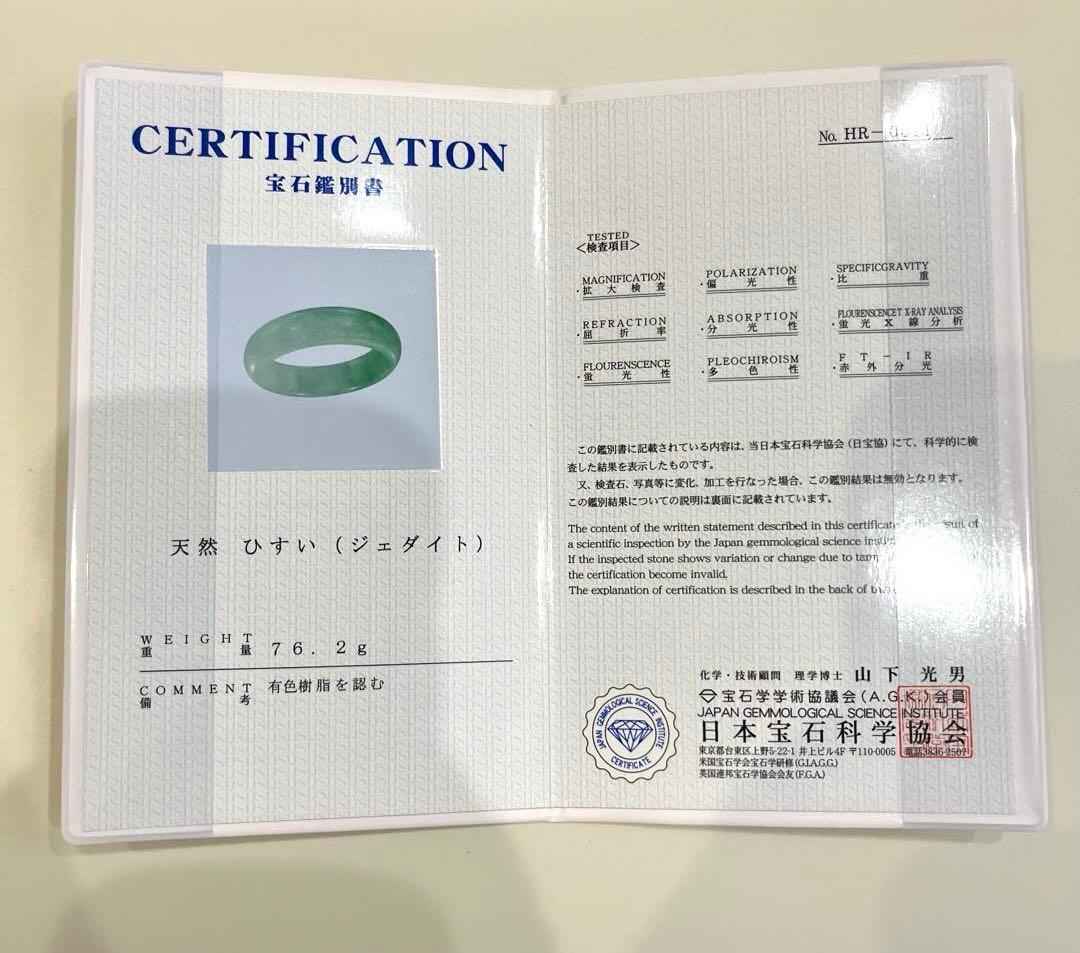 CERTIFICATION
宝石鑑別書
天然 ひすい（ジェダイト）
WEIGHT
重量 76.2g
COMMENT
備考 有色樹脂を認む
No. HR-
TESTED
<検査項目>
MAGNIFICATION
・拡大検査
POLARIZATION
・偏光性
SPECIFICGRAVITY
・比重
REFRACTION
・屈折率
ABSORPTION
・分光性
FLOURENSCENCET X-RAY ANALYSIS
・蛍光X線分析
FLOURENSCENCE
・蛍光性
PLEOCHIROISM
・多色性
FT-IR
・赤外分光
この鑑別書に記載されている内容は、当日本宝石科学協会（日宝協）にて、科学的に検
査した結果を表示したものです。
又、検査石、写真等に変化、加工を行なった場合、この鑑別結果は無効となります。
この鑑別結果についての説明は裏面に記載されています。
The content of the written statement described in this certificate of
a scientific inspection by the Japan gemmological science
If the inspected stone shows variation or change due to
the certification become invalid.
The explanation of certification is described in the back of
JAPAN GEMMOLOGICAL SCIENCE INSTITUTE
CERTIFICATE
化学・技術顧問 理学博士 山下 光男
宝石学学術協議会(A.G.K.)会員
JAPAN GEMMOLOGICAL SCIENCE INSTITUTE
日本宝石科学協会
東京都台東区上野5-22-1 井上ビル4F 〒110-0005 電話3836-2507
米国宝石学会宝石学研修(G.I.A.G.G.)
英国連邦宝石学協会会友(F.G.A.)